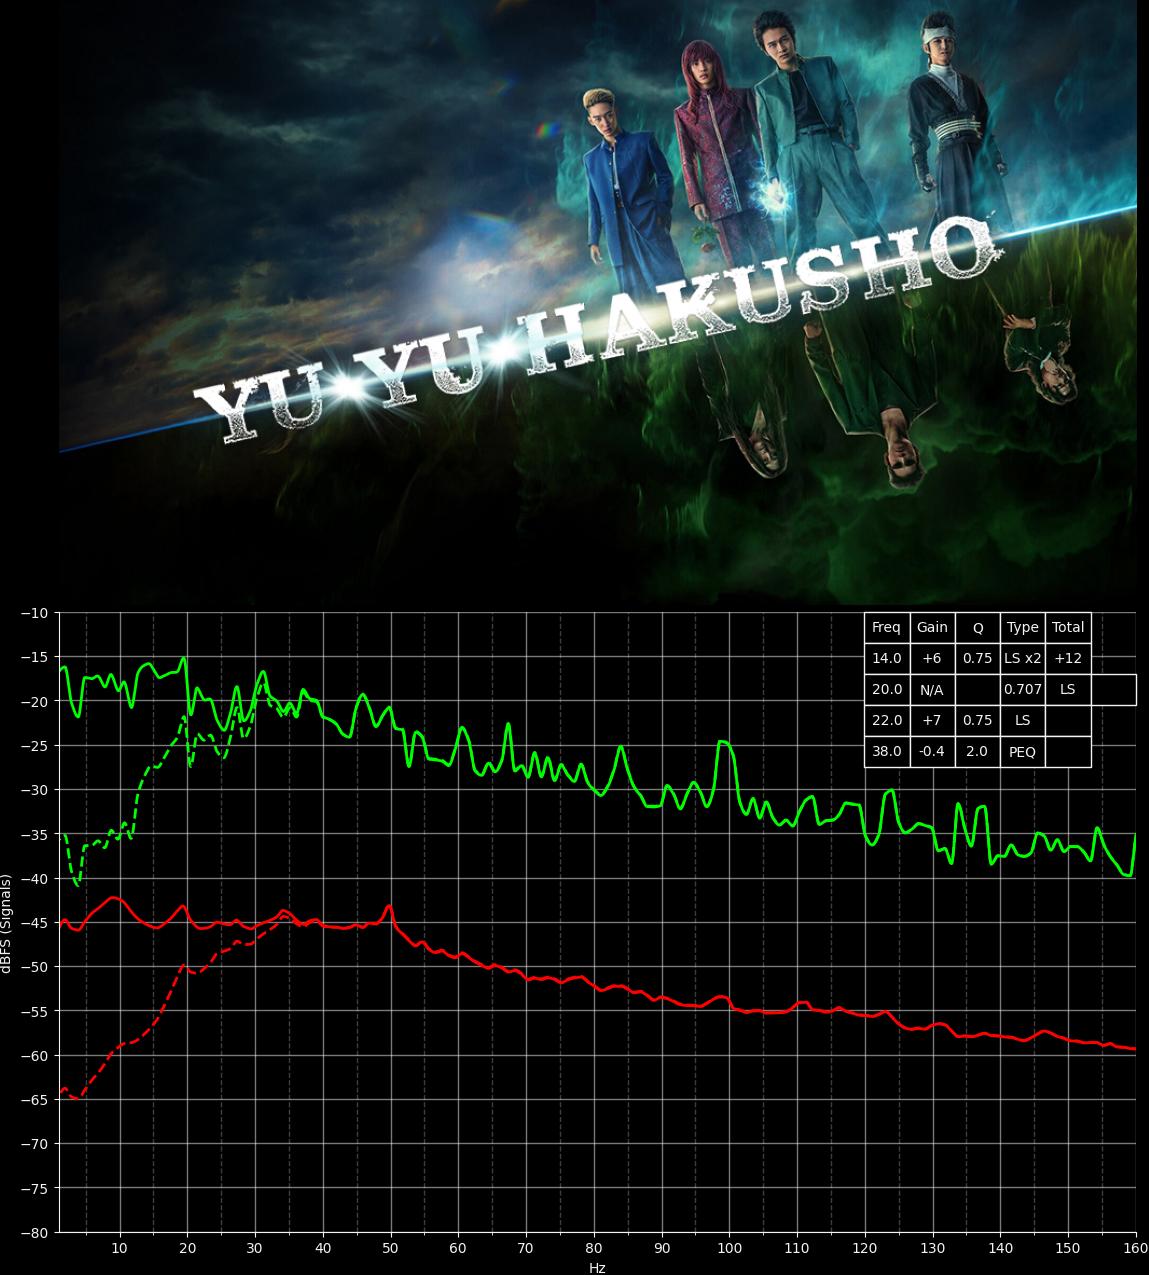 YU YU HAKUSHO
−10
−15
−20
−25
−30
−35
−40
−45
−50
−55
−60
−65
−70
−75
−80
dBFS (Signals)
Freq Gain Q Type Total
14.0 +6 0.75 LS x2 +12
20.0 N/A 0.707 LS
22.0 +7 0.75 LS
38.0 -0.4 2.0 PEQ
10 20 30 40 50 60 70 80 90 100 110 120 130 140 150 160
Hz